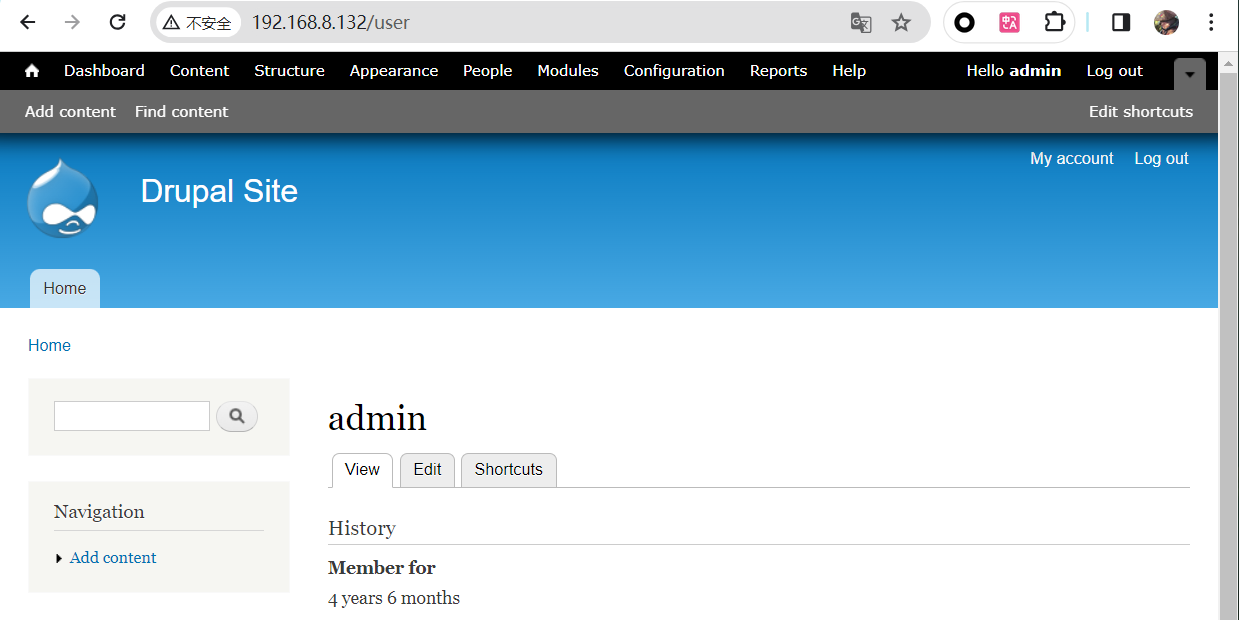 不安全 192.168.8.132/user
Dashboard Content Structure Appearance People Modules Configuration Reports Help Hello admin Log out
Add content Find content Edit shortcuts
My account Log out
Drupal Site
Home
Home
admin
View Edit Shortcuts
Navigation
Add content
History
Member for
4 years 6 months